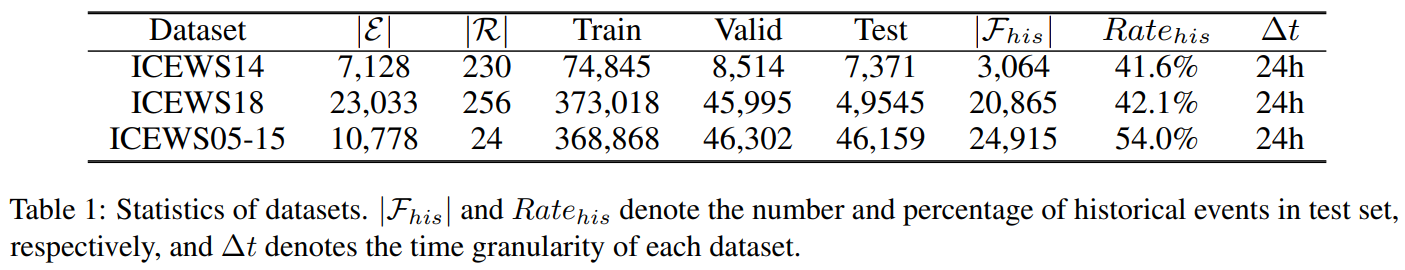 Dataset |ℰ| |ℛ| Train Valid Test |ℱhis| Ratehis Δt
ICEWS14 7,128 230 74,845 8,514 7,371 3,064 41.6% 24h
ICEWS18 23,033 256 373,018 45,995 4,9545 20,865 42.1% 24h
ICEWS05-15 10,778 24 368,868 46,302 46,159 24,915 54.0% 24h
Table 1: Statistics of datasets. |ℱhis| and Ratehis denote the number and percentage of historical events in test set,
respectively, and Δt denotes the time granularity of each dataset.